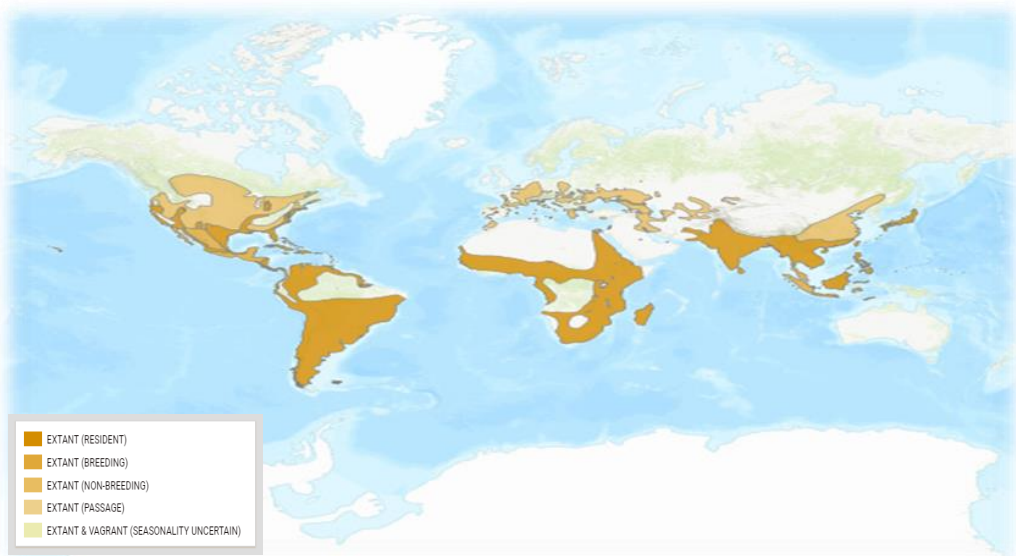 EXTANT (RESIDENT)
EXTANT (BREEDING)
EXTANT (NON-BREEDING)
EXTANT (PASSAGE)
EXTANT & VAGRANT (SEASONALITY UNCERTAIN)